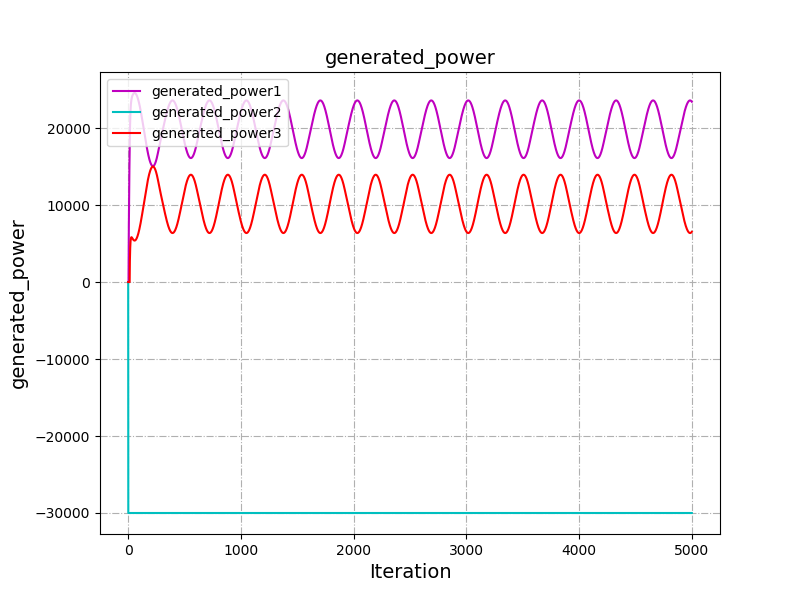 generated_power
generated_power1
generated_power2
generated_power3
20000
10000
0
−10000
−20000
−30000
generated_power
0
1000
2000
3000
4000
5000
Iteration